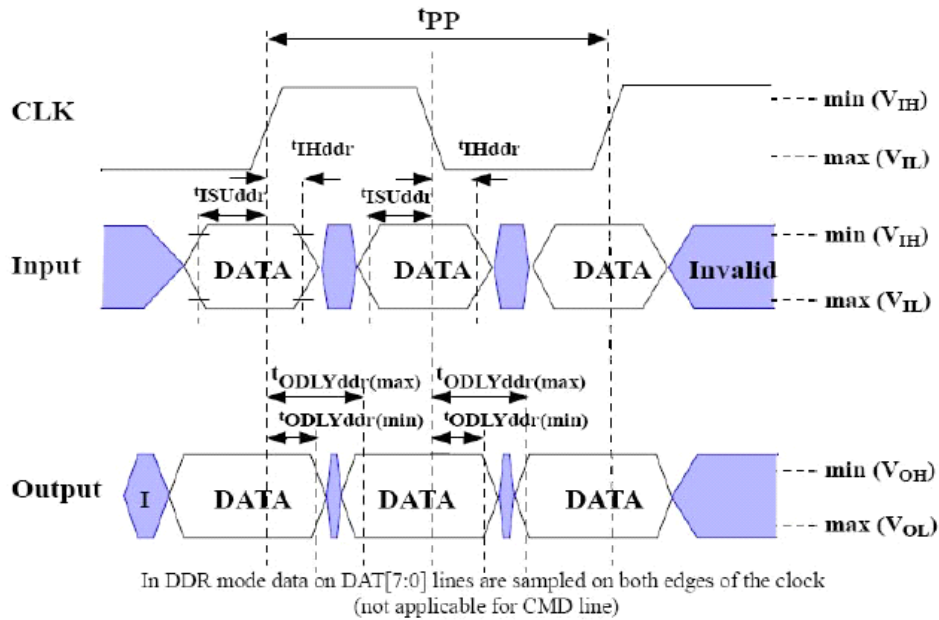 tPP
CLK
min (VIH)
max (VIL)
tIHddr
tIHddr
tISUddr
tISUddr
Input
DATA
DATA
DATA
Invalid
min (VIH)
max (VIL)
tODLYddr(max)
tODLYddr(max)
tODLYddr(min)
tODLYddr(min)
Output
I
DATA
DATA
DATA
min (VOH)
max (VOL)
In DDR mode data on DAT[7:0] lines are sampled on both edges of the clock
(not applicable for CMD line)